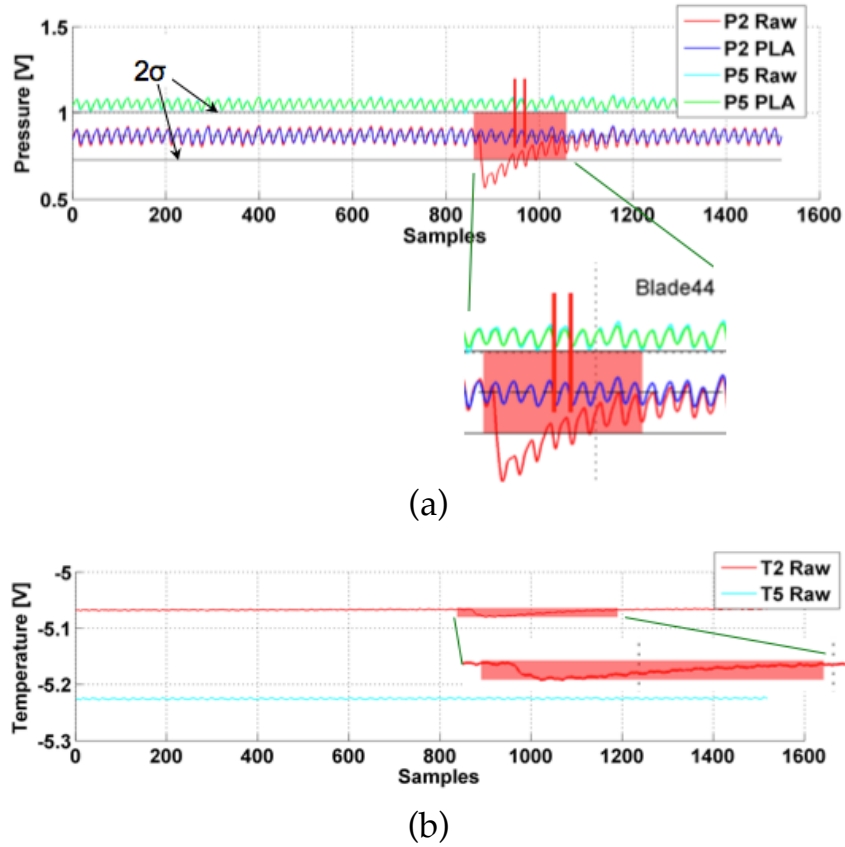 1.5
P2 Raw
P2 PLA
P5 Raw
P5 PLA
2σ
1
0.5
Pressure [V]
0 200 400 600 800 1000 1200 1400 1600
Samples
Blade44
(a)
-5
T2 Raw
T5 Raw
-5.1
-5.2
-5.3
Temperature [V]
0 200 400 600 800 1000 1200 1400 1600
Samples
(b)